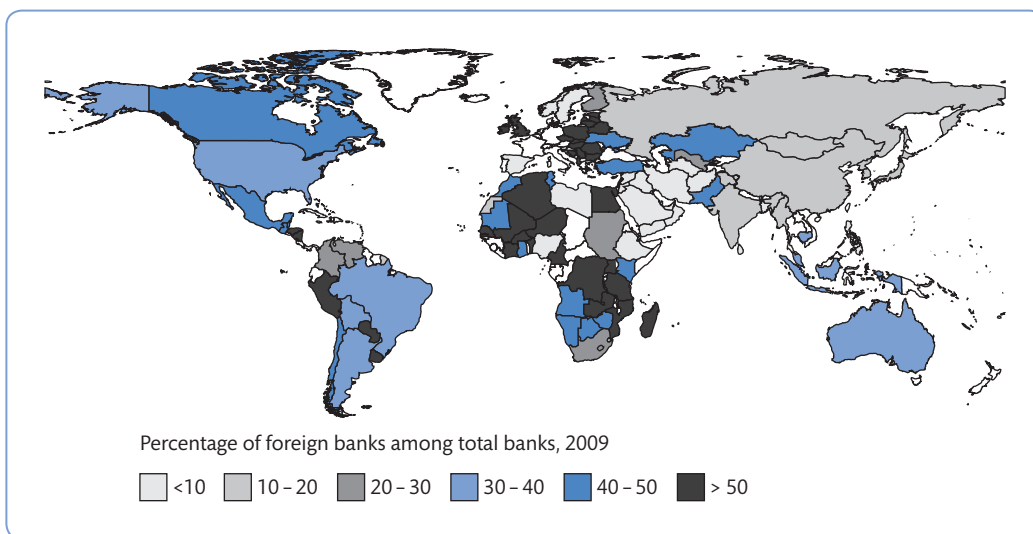 Percentage of foreign banks among total banks, 2009
<10 10 – 20 20 – 30 30 – 40 40 – 50 > 50